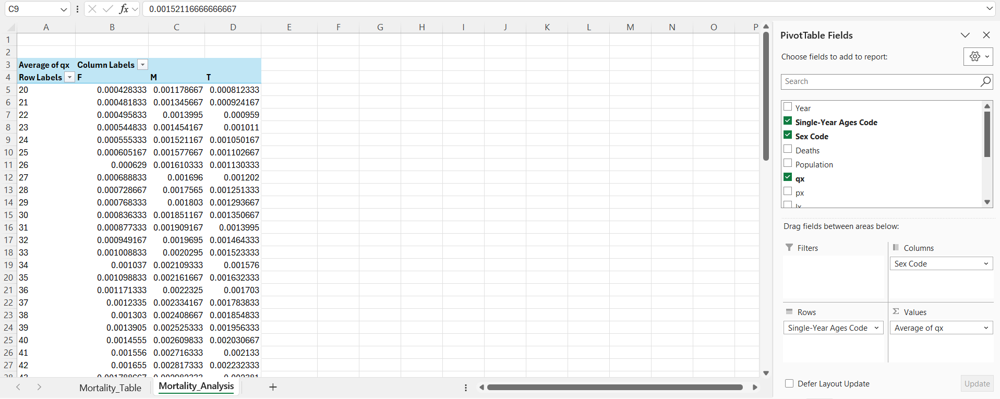 C9 fx 0.00152116666666667
A B C D E F G H I J K L M N O P
1
2
3 Average of qx Column Labels
4 Row Labels F M T
5 20 0.000428333 0.001178667 0.000812333
6 21 0.000481833 0.001345667 0.000924167
7 22 0.000495833 0.0013995 0.000959
8 23 0.000544833 0.001454167 0.001011
9 24 0.000555333 0.001521167 0.001050167
10 25 0.000605167 0.001577667 0.001102667
11 26 0.000629 0.001610333 0.001130333
12 27 0.000688833 0.001696 0.001202
13 28 0.000728667 0.0017565 0.001251333
14 29 0.000768333 0.001803 0.001293667
15 30 0.000836333 0.001851167 0.001350667
16 31 0.000877333 0.001909167 0.0013995
17 32 0.000949167 0.0019695 0.001464333
18 33 0.001008833 0.0020295 0.001523333
19 34 0.001037 0.002109333 0.001576
20 35 0.001098833 0.002161667 0.001632333
21 36 0.001171333 0.0022325 0.001703
22 37 0.0012335 0.002334167 0.001783833
23 38 0.001303 0.002408667 0.001854833
24 39 0.0013905 0.002525333 0.001956333
25 40 0.0014555 0.002609833 0.002030667
26 41 0.001556 0.002716333 0.002133
27 42 0.001655 0.002817333 0.002232333
Mortality_Table Mortality_Analysis +
PivotTable Fields
Choose fields to add to report:
Search
Year
Single-Year Ages Code
Sex Code
Deaths
Population
qx
px
lx
Drag fields between areas below:
Filters
Columns
Sex Code
Rows
Single-Year Ages Code
Σ Values
Average of qx
Defer Layout Update
Update